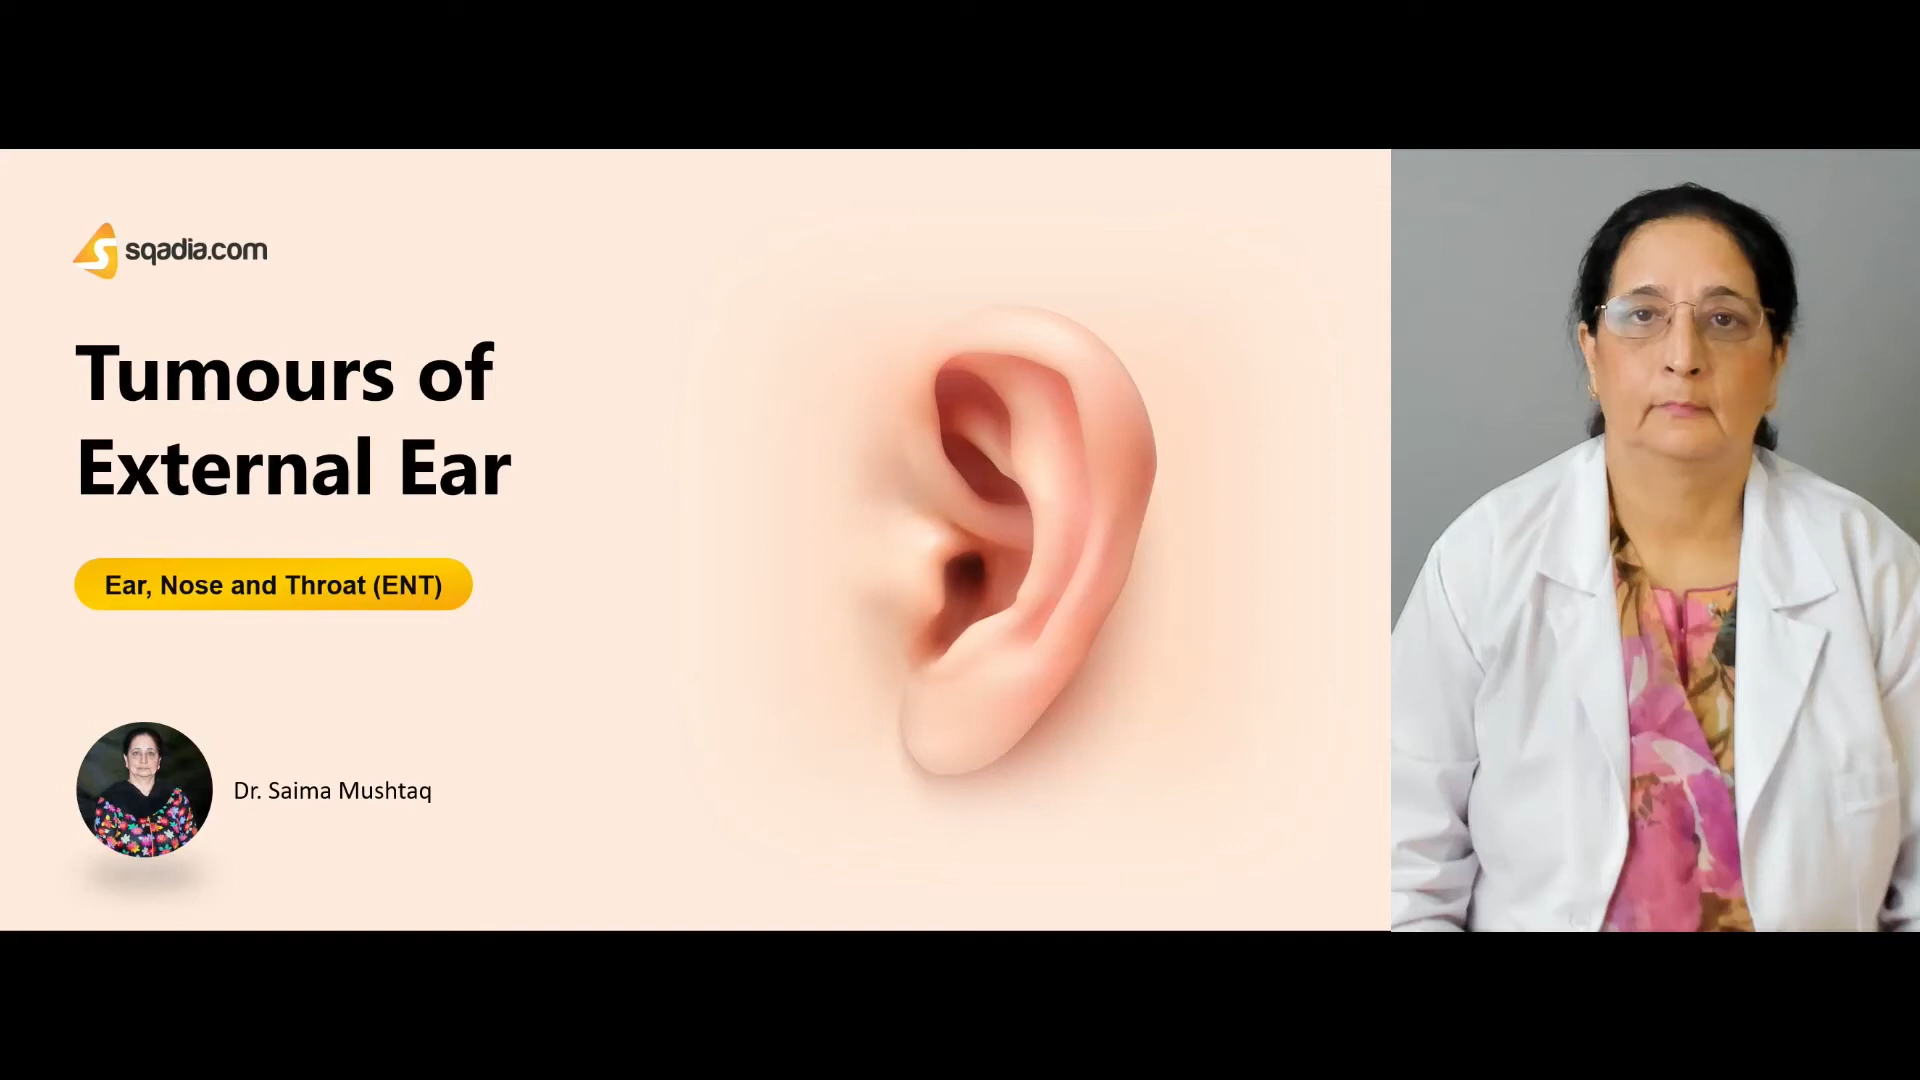 sqadia.com
Tumours of
External Ear
Ear, Nose and Throat (ENT)
Dr. Saima Mushtaq